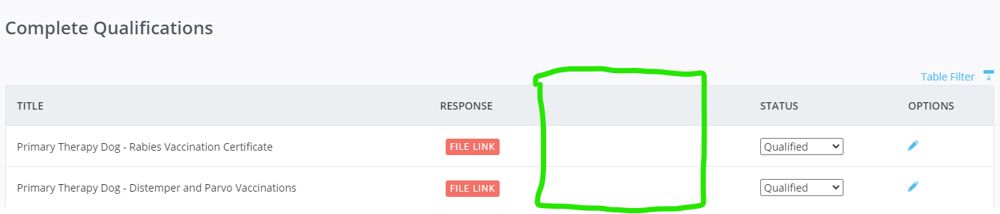 Complete Qualifications
Table Filter
TITLE RESPONSE STATUS OPTIONS
Primary Therapy Dog - Rabies Vaccination Certificate FILE LINK Qualified
Primary Therapy Dog - Distemper and Parvo Vaccinations FILE LINK Qualified